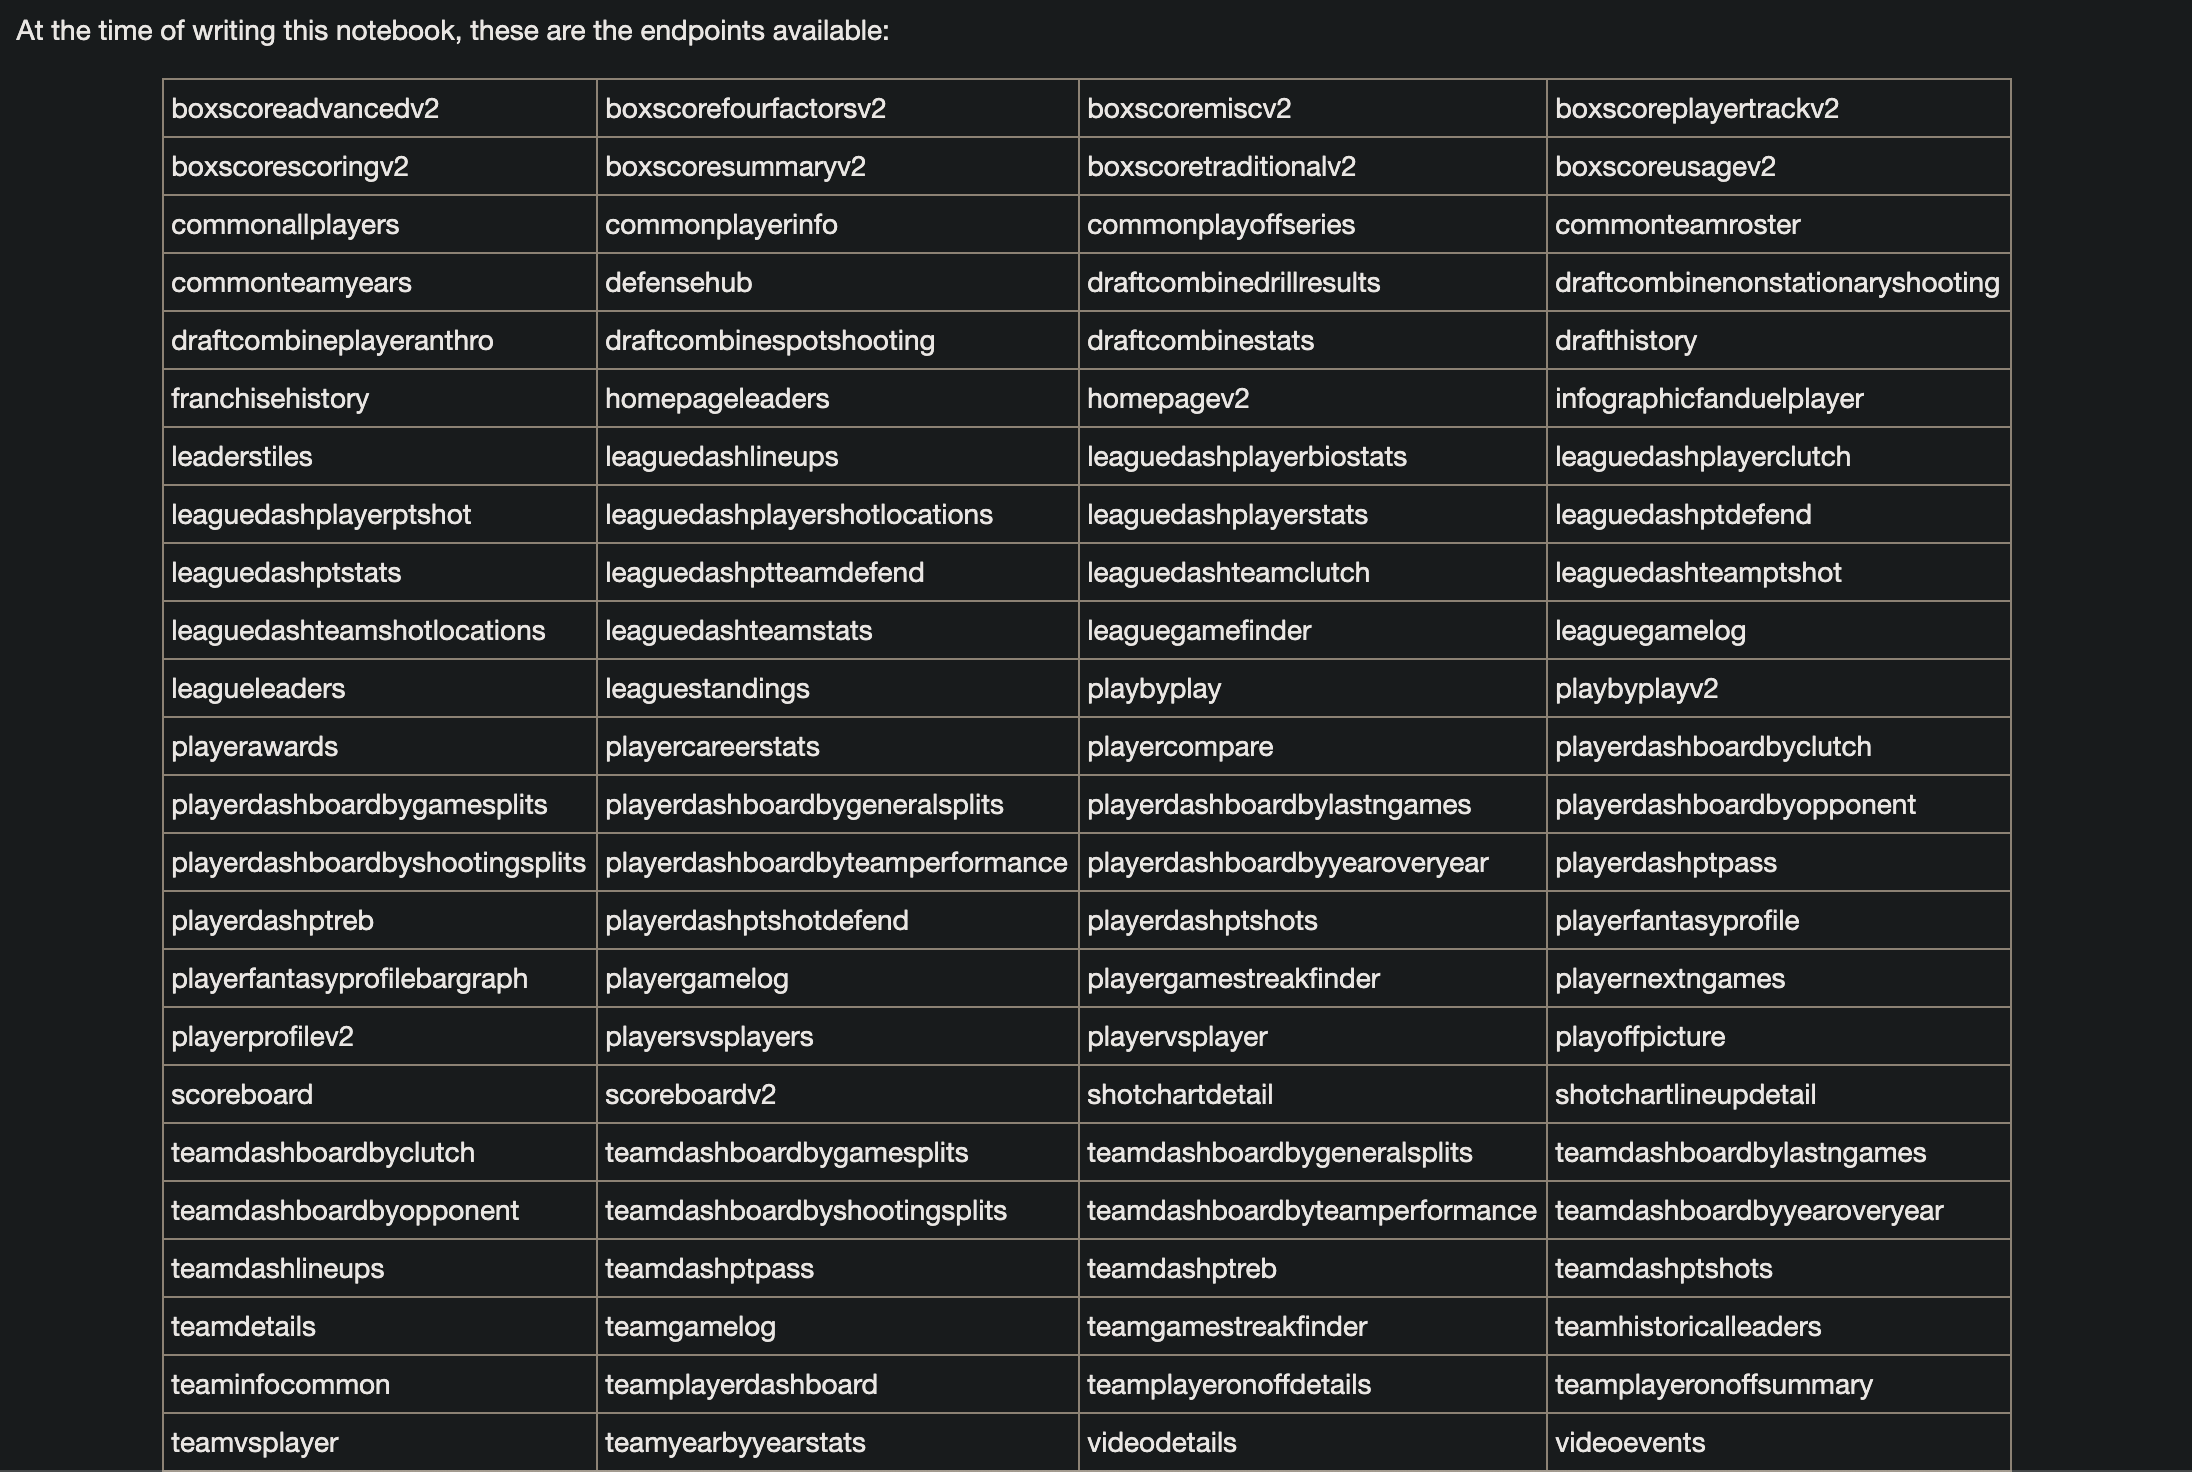 At the time of writing this notebook, these are the endpoints available:
boxscoreadvancedv2 boxscorefourfactorsv2 boxscoremiscv2 boxscoreplayertrackv2
boxscorescoringv2 boxscoresummaryv2 boxscoretraditionalv2 boxscoreusagev2
commonallplayers commonplayerinfo commonplayoffseries commonteamroster
commonteamyears defensehub draftcombinedrillresults draftcombinenonstationaryshooting
draftcombineplayeranthro draftcombinespotshooting draftcombinestats drafthistory
franchisehistory homepageleaders homepagev2 infographicfanduelplayer
leaderstiles leaguedashlineups leaguedashplayerbiostats leaguedashplayerclutch
leaguedashplayerptshot leaguedashplayershotlocations leaguedashplayerstats leaguedashptdefend
leaguedashptstats leaguedashptteamdefend leaguedashteamclutch leaguedashteamptshot
leaguedashteamshotlocations leaguedashteamstats leaguegamefinder leaguegamelog
leagueleaders leaguestandings playbyplay playbyplayv2
playerawards playercareerstats playercompare playerdashboardbyclutch
playerdashboardbygamesplits playerdashboardbygeneralsplits playerdashboardbylastngames playerdashboardbyopponent
playerdashboardbyshootingsplits playerdashboardbyteamperformance playerdashboardbyyearoveryear playerdashptpass
playerdashptreb playerdashptshotdefend playerdashptshots playerfantasyprofile
playerfantasyprofilebargraph playergamelog playergamestreakfinder playernextngames
playerprofilev2 playersvsplayers playervsplayer playoffpicture
scoreboard scoreboardv2 shotchartdetail shotchartlineupdetail
teamdashboardbyclutch teamdashboardbygamesplits teamdashboardbygeneralsplits teamdashboardbylastngames
teamdashboardbyopponent teamdashboardbyshootingsplits teamdashboardbyteamperformance teamdashboardbyyearoveryear
teamdashlineups teamdashptpass teamdashptreb teamdashptshots
teamdetails teamgamelog teamgamestreakfinder teamhistoricalleaders
teaminfocommon teamplayerdashboard teamplayeronoffdetails teamplayeronoffsummary
teamvsplayer teamyearbyyearstats videodetails videoevents